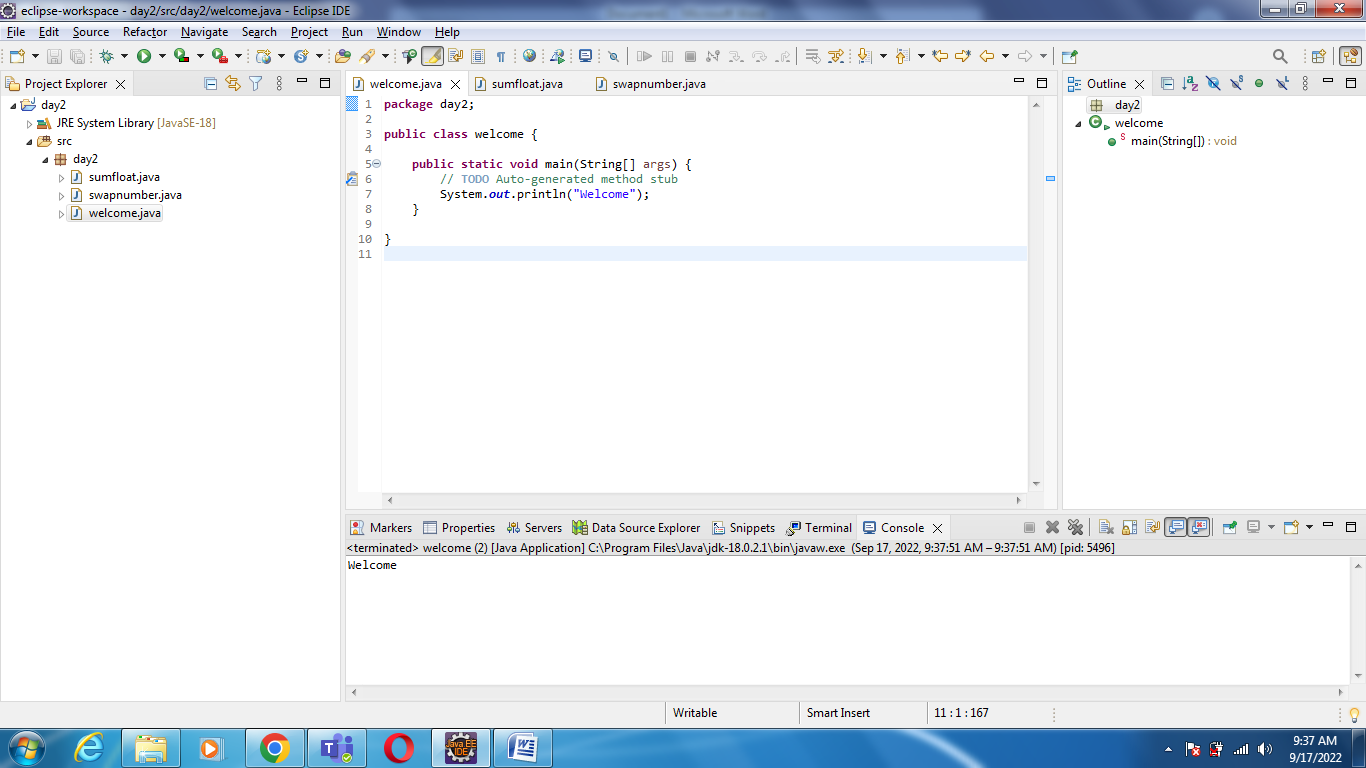 eclipse-workspace - day2/src/day2/welcome.java - Eclipse IDE
File Edit Source Refactor Navigate Search Project Run Window Help
Project Explorer
day2
JRE System Library [JavaSE-18]
src
day2
sumfloat.java
swapnumber.java
welcome.java
welcome.java sumfloat.java swapnumber.java
1 package day2;
2
3 public class welcome {
4
5 public static void main(String[] args) {
6 // TODO Auto-generated method stub
7 System.out.println("Welcome");
8 }
9
10 }
11
Outline
day2
welcome
main(String[]) : void
Markers Properties Servers Data Source Explorer Snippets Terminal Console
<terminated> welcome (2) [Java Application] C:\Program Files\Java\jdk-18.0.2.1\bin\javaw.exe (Sep 17, 2022, 9:37:51 AM – 9:37:51 AM) [pid: 5496]
Welcome
Writable Smart Insert 11 : 1 : 167
Java EE
IDE
9:37 AM
9/17/2022